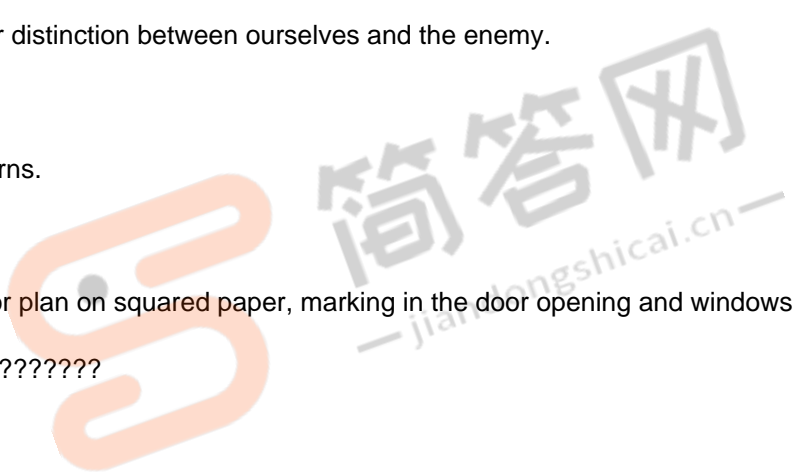 distinction between ourselves and the enemy.
简答网
plan on squared paper, marking in the door opening and windows
—jiandongshicai.cn—
???????